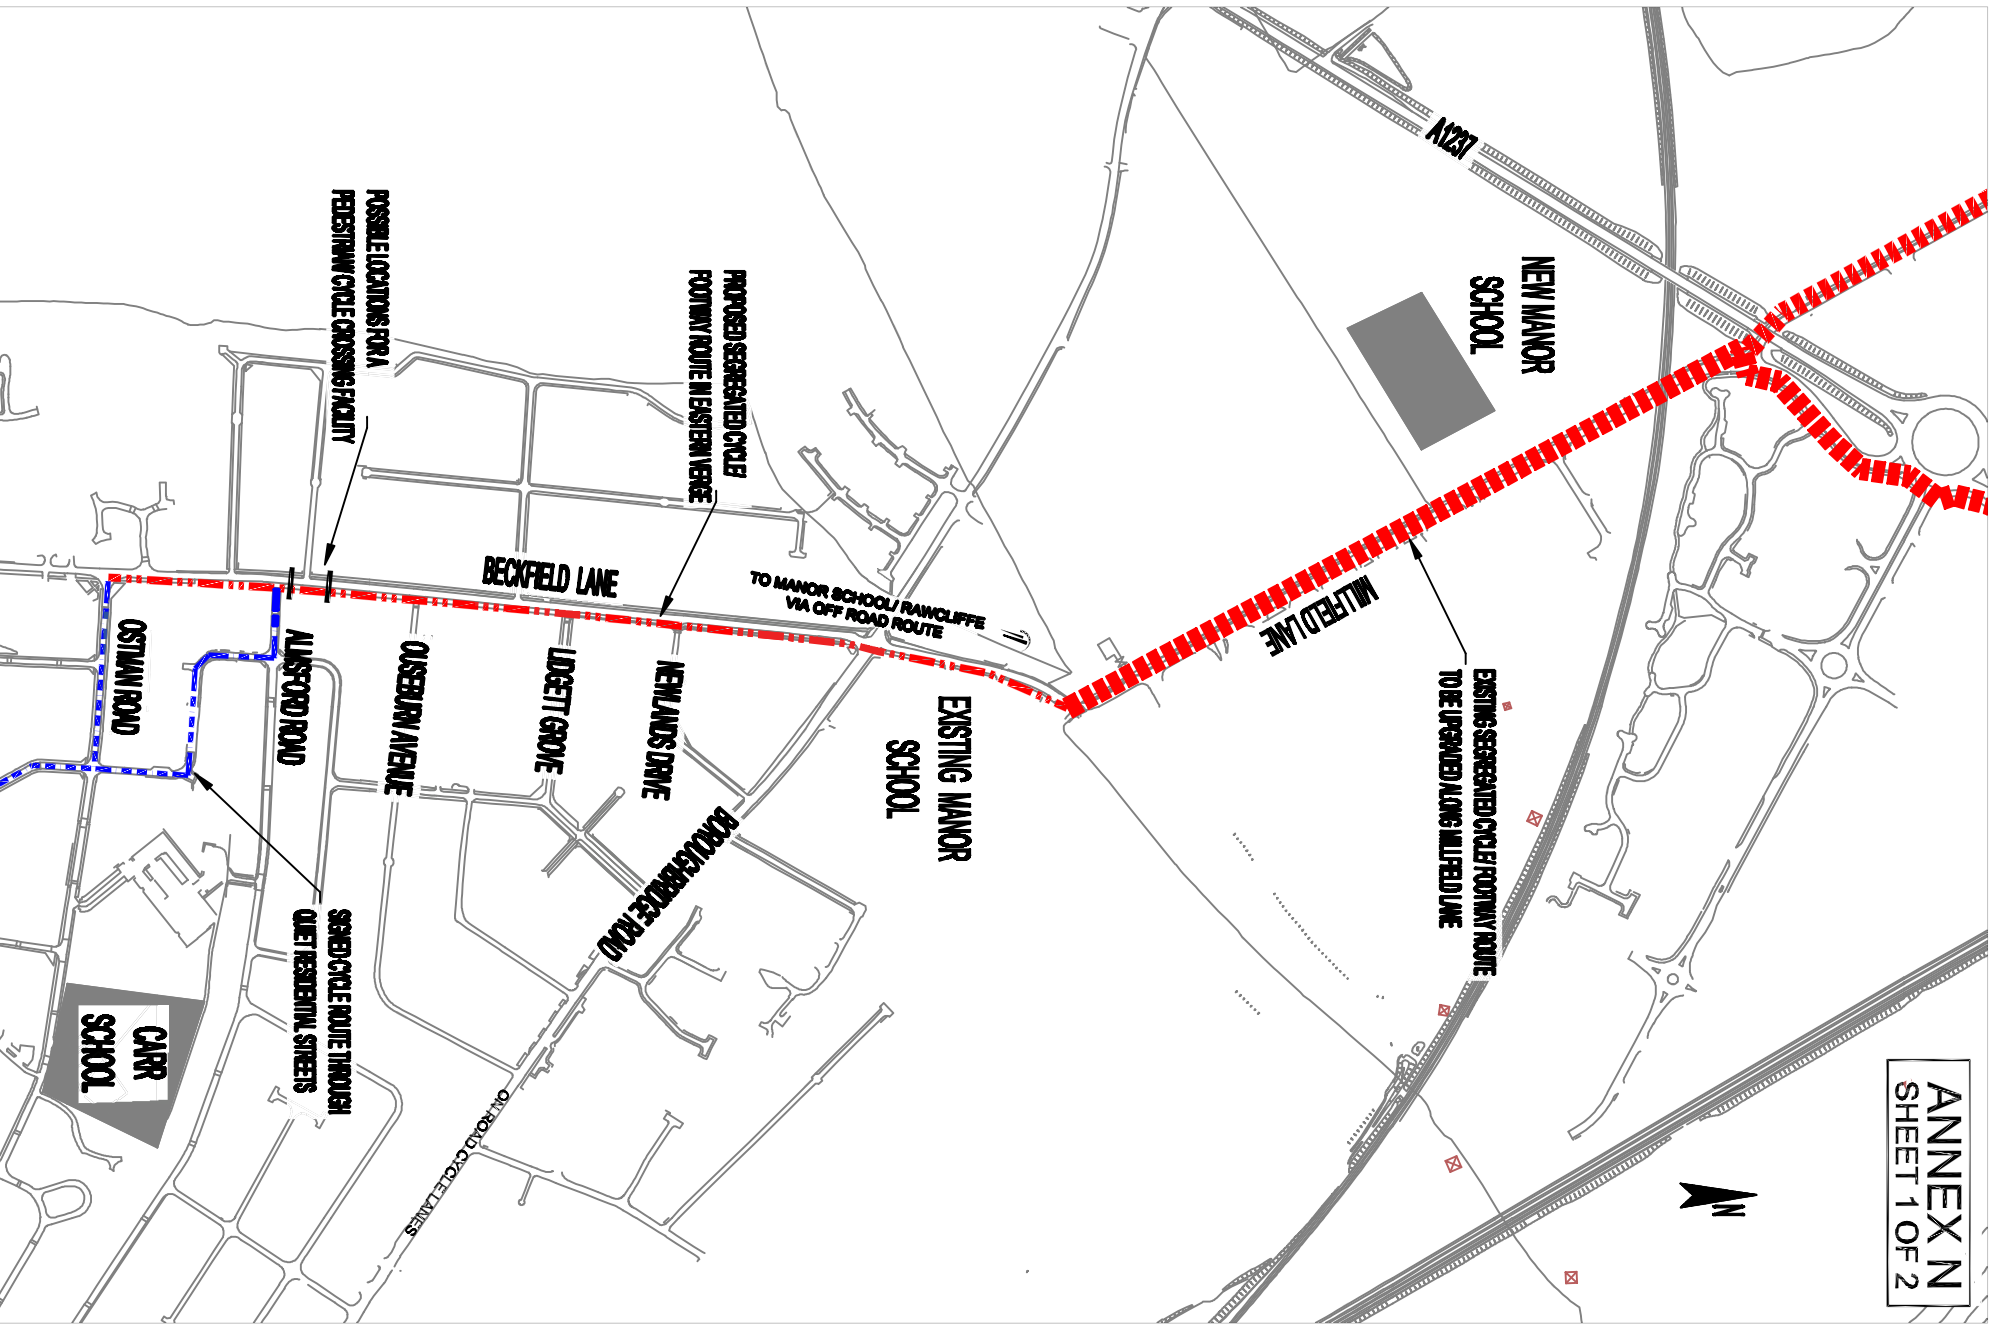 ANNEX N
SHEET 1 OF 2
N
A1237
NEW MANOR
SCHOOL
EXISTING SEGREGATED CYCLE/ FOOTWAY ROUTE
TO BE UPGRADED ALONG MILLFIELD LANE
MILLFIELD LANE
EXISTING MANOR
SCHOOL
TO MANOR SCHOOL/ RAWCLIFFE
VIA OFF ROAD ROUTE
PROPOSED SEGREGATED CYCLE/
FOOTWAY ROUTE IN EASTERN VERGE
BECKFIELD LANE
NEWLANDS DRIVE
BOROUGHBRIDGE ROAD
LIDGETT GROVE
ON ROAD CYCLE LANES
OUSEBURN AVENUE
POSSIBLE LOCATIONS FOR A
PEDESTRIAN/ CYCLE CROSSING FACILITY
ALMSFORD ROAD
SIGNED CYCLE ROUTE THROUGH
QUIET RESIDENTIAL STREETS
OSTMAN ROAD
CARR
SCHOOL